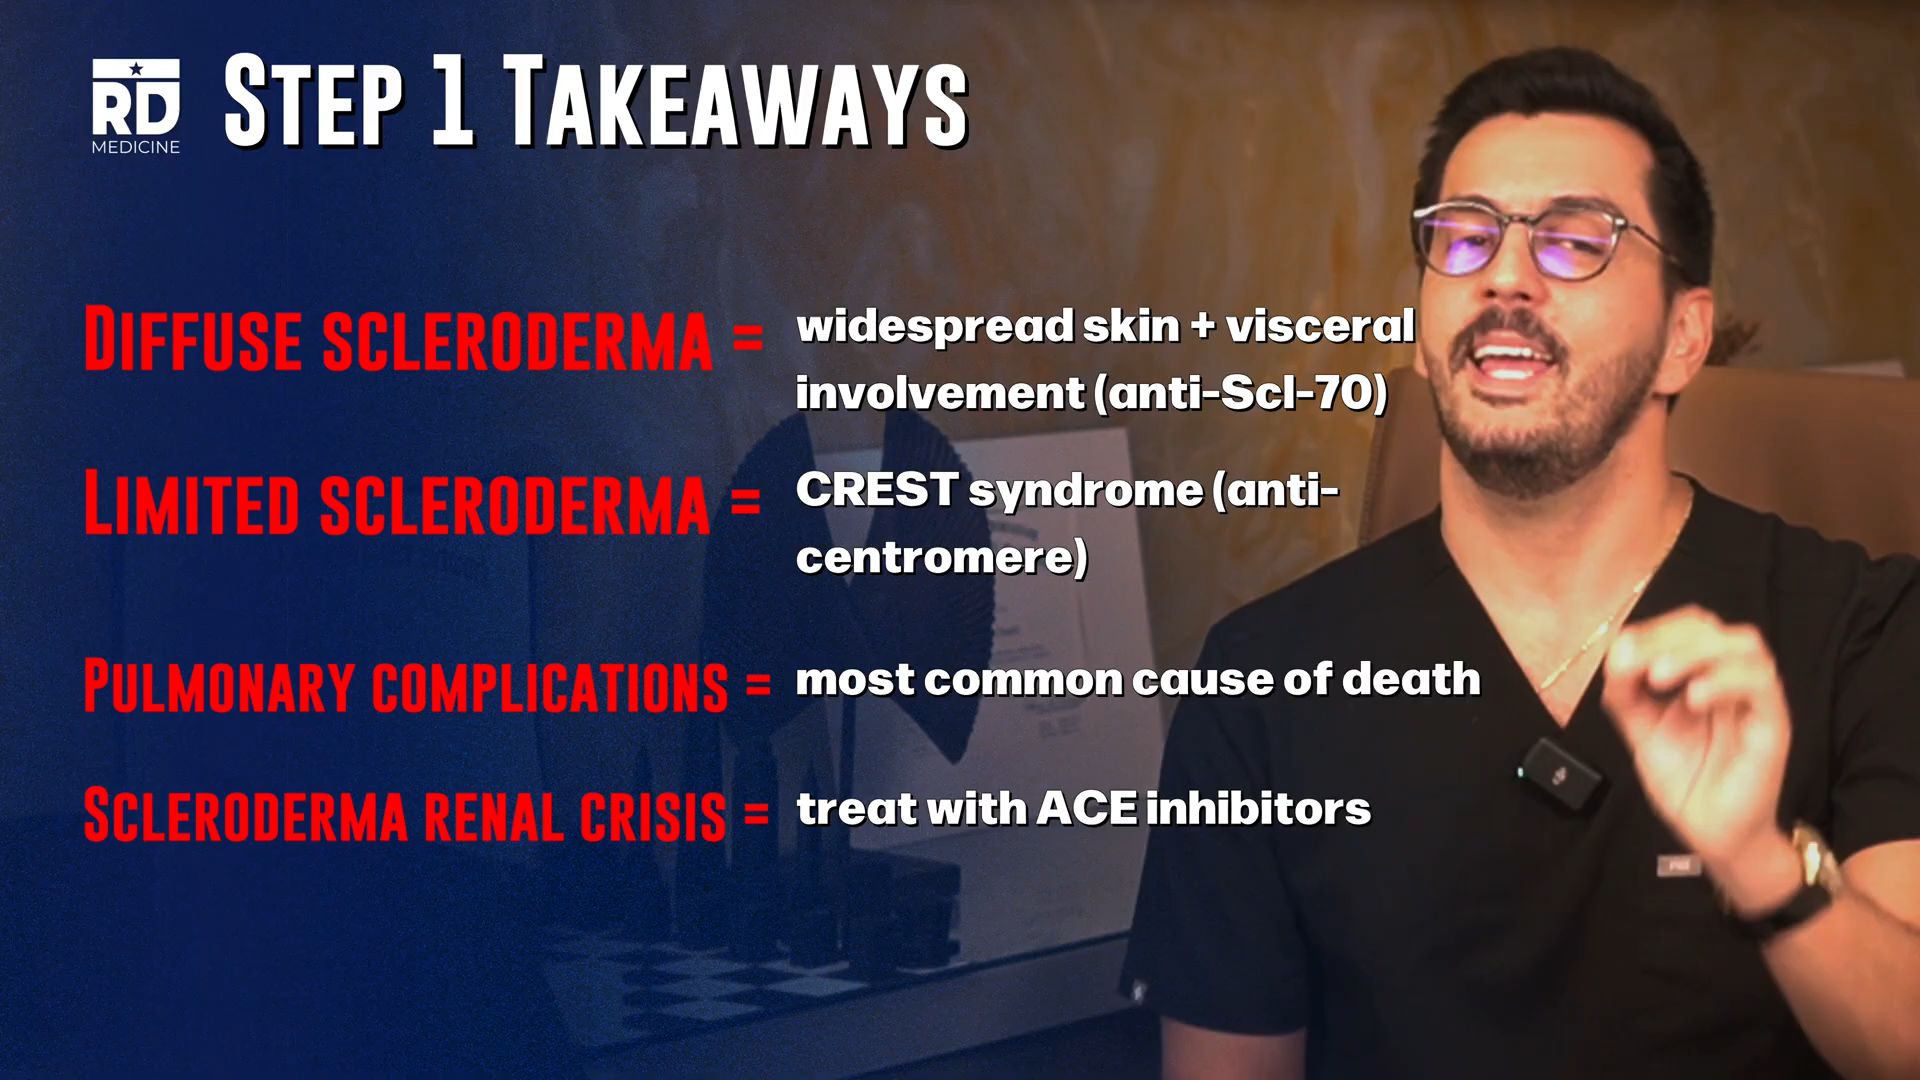 RD
MEDICINE
STEP 1 TAKEAWAYS
DIFFUSE SCLERODERMA = widespread skin + visceral
involvement (anti-Scl-70)
LIMITED SCLERODERMA = CREST syndrome (anti-
centromere)
PULMONARY COMPLICATIONS = most common cause of death
SCLERODERMA RENAL CRISIS = treat with ACE inhibitors